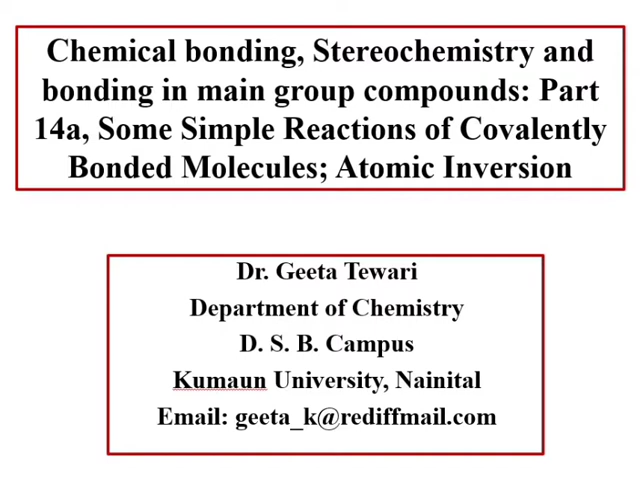 Chemical bonding, Stereochemistry and
bonding in main group compounds: Part
14a, Some Simple Reactions of Covalently
Bonded Molecules; Atomic Inversion
Dr. Geeta Tewari
Department of Chemistry
D. S. B. Campus
Kumaun University, Nainital
Email: geeta_k@rediffmail.com